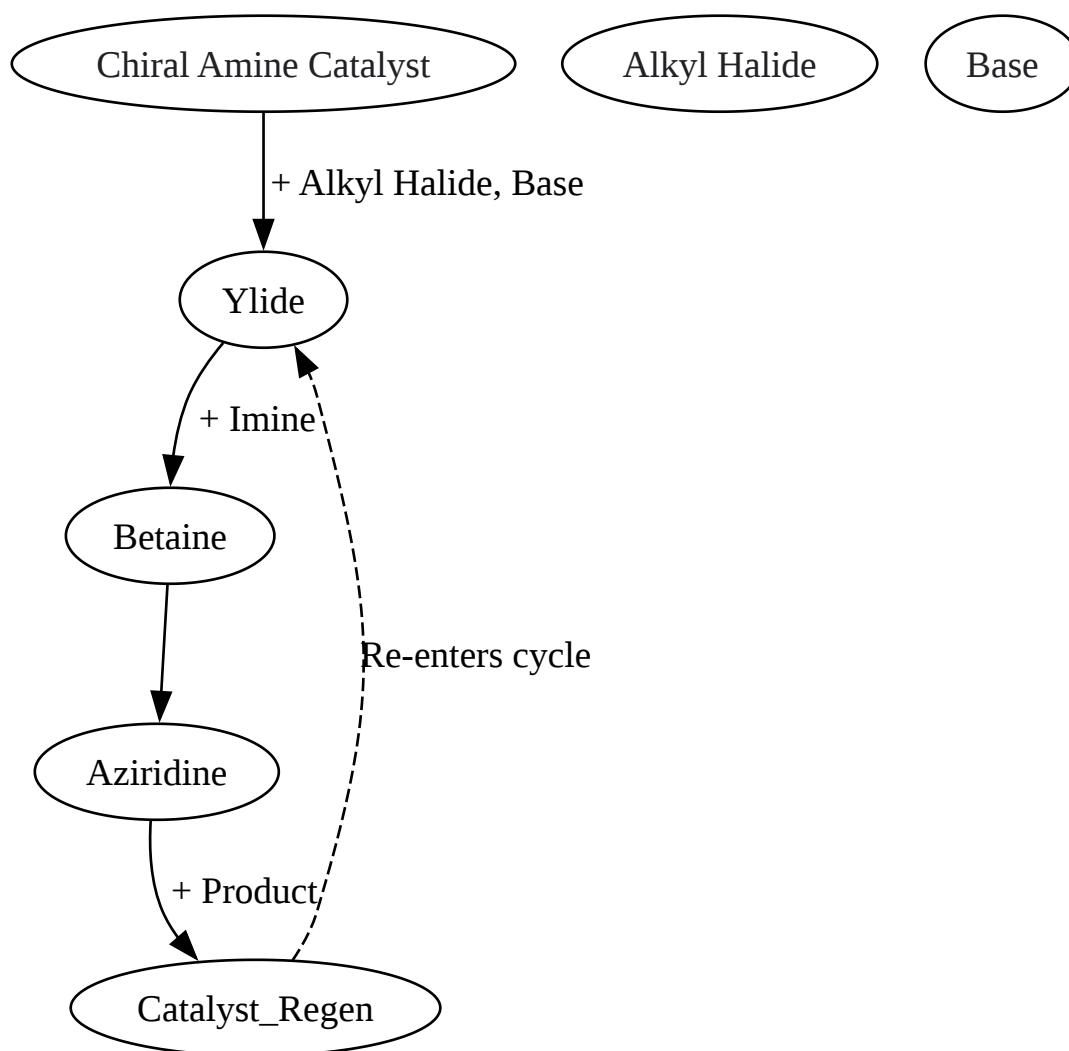 Chiral Amine Catalyst
Alkyl Halide
Base
+ Alkyl Halide, Base
Ylide
+ Imine
Betaine
Re-enters cycle
Aziridine
+ Product
Catalyst_Regen